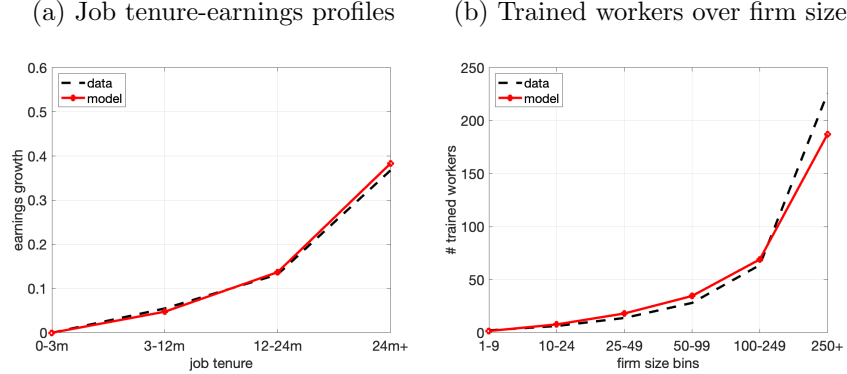 (a) Job tenure-earnings profiles
0.6
0.5
0.4
0.3
0.2
0.1
0
earnings growth
data
model
0-3m 3-12m 12-24m 24m+
job tenure
(b) Trained workers over firm size
250
200
150
100
50
0
# trained workers
data
model
1-9 10-24 25-49 50-99 100-249 250+
firm size bins